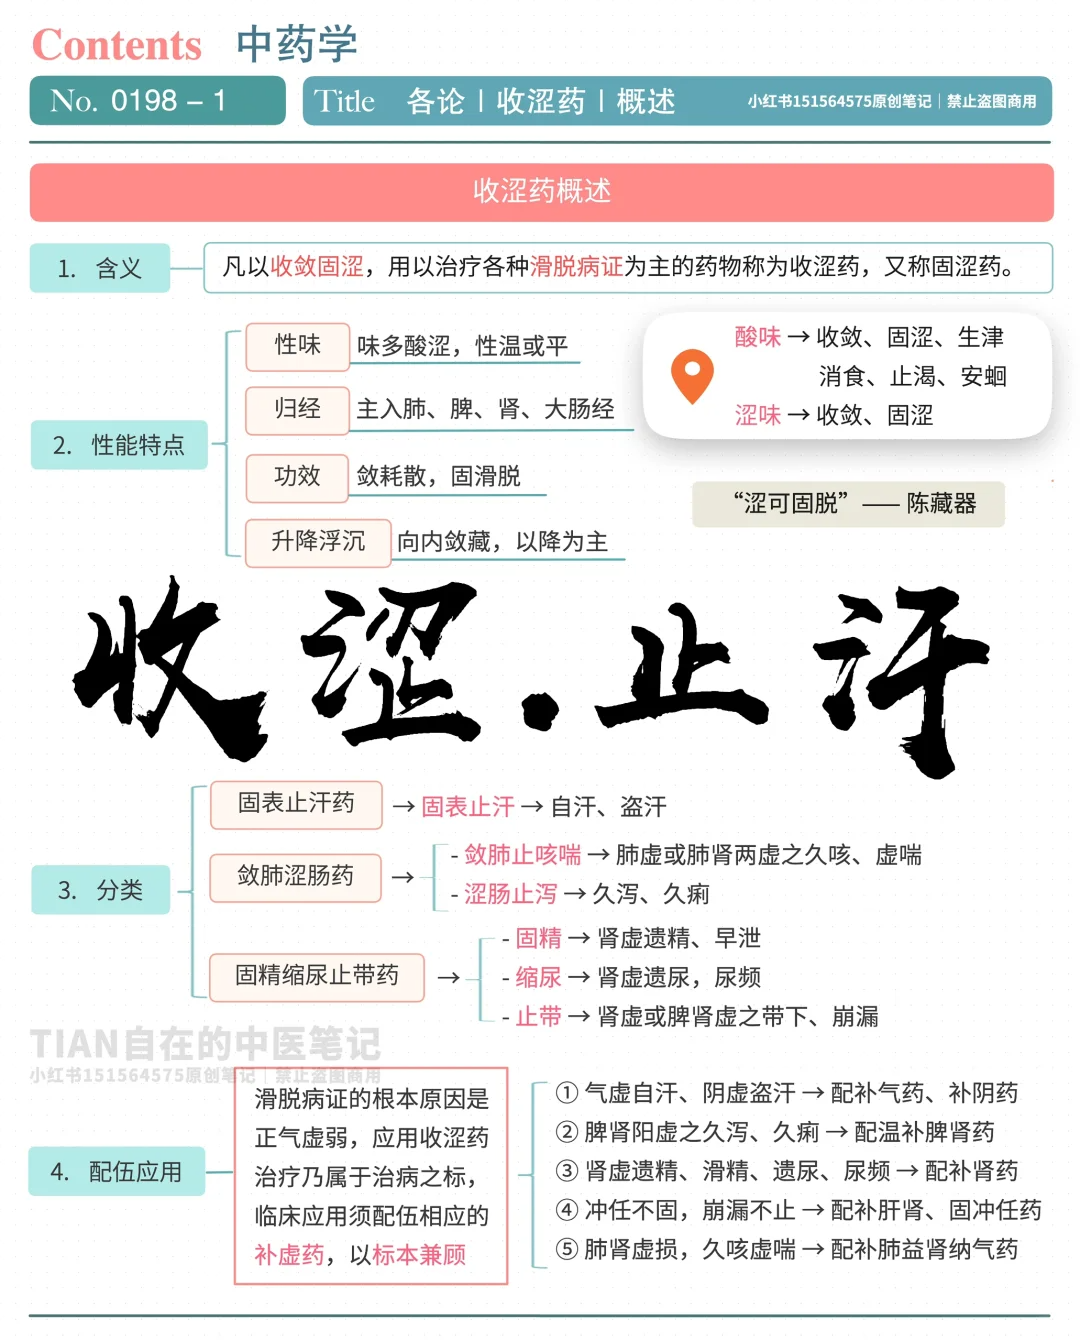 Contents 中药学
No. 0198 – 1
Title 各论 | 收涩药 | 概述
小红书151564575原创笔记 | 禁止盗图商用
收涩药概述
1. 含义
凡以收敛固涩，用以治疗各种滑脱病证为主的药物称为收涩药，又称固涩药。
2. 性能特点
性味 味多酸涩，性温或平
归经 主入肺、脾、肾、大肠经
功效 敛耗散，固滑脱
升降浮沉 向内敛藏，以降为主
酸味 → 收敛、固涩、生津
消食、止渴、安蛔
涩味 → 收敛、固涩
“涩可固脱” —— 陈藏器
收涩.止汗
3. 分类
固表止汗药 → 固表止汗 → 自汗、盗汗
敛肺涩肠药 →
- 敛肺止咳喘 → 肺虚或肺肾两虚之久咳、虚喘
- 涩肠止泻 → 久泻、久痢
固精缩尿止带药 →
- 固精 → 肾虚遗精、早泄
- 缩尿 → 肾虚遗尿，尿频
- 止带 → 肾虚或脾肾虚之带下、崩漏
TIAN自在的中医笔记
小红书151564575原创笔记 | 禁止盗图商用
4. 配伍应用
滑脱病证的根本原因是
正气虚弱，应用收涩药
治疗乃属于治病之标，
临床应用须配伍相应的
补虚药，以标本兼顾
① 气虚自汗、阴虚盗汗 → 配补气药、补阴药
② 脾肾阳虚之久泻、久痢 → 配温补脾肾药
③ 肾虚遗精、滑精、遗尿、尿频 → 配补肾药
④ 冲任不固，崩漏不止 → 配补肝肾、固冲任药
⑤ 肺肾虚损，久咳虚喘 → 配补肺益肾纳气药